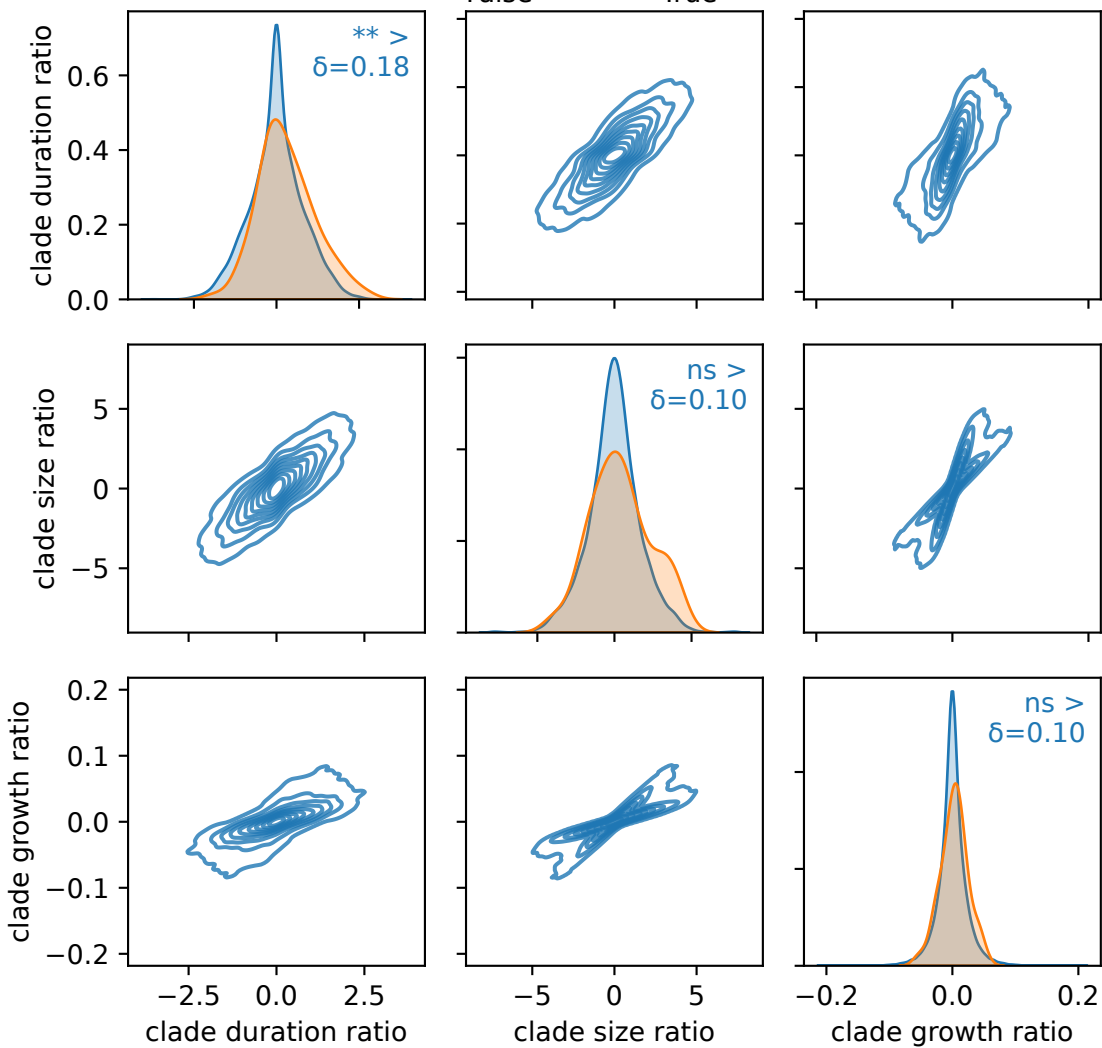 clade duration ratio
0.6
0.4
0.2
0.0
** >
δ=0.18
clade size ratio
5
0
−5
ns >
δ=0.10
clade growth ratio
0.2
0.1
0.0
−0.1
−0.2
ns >
δ=0.10
−2.5 0.0 2.5
−5 0 5
−0.2 0.0 0.2
clade duration ratio
clade size ratio
clade growth ratio